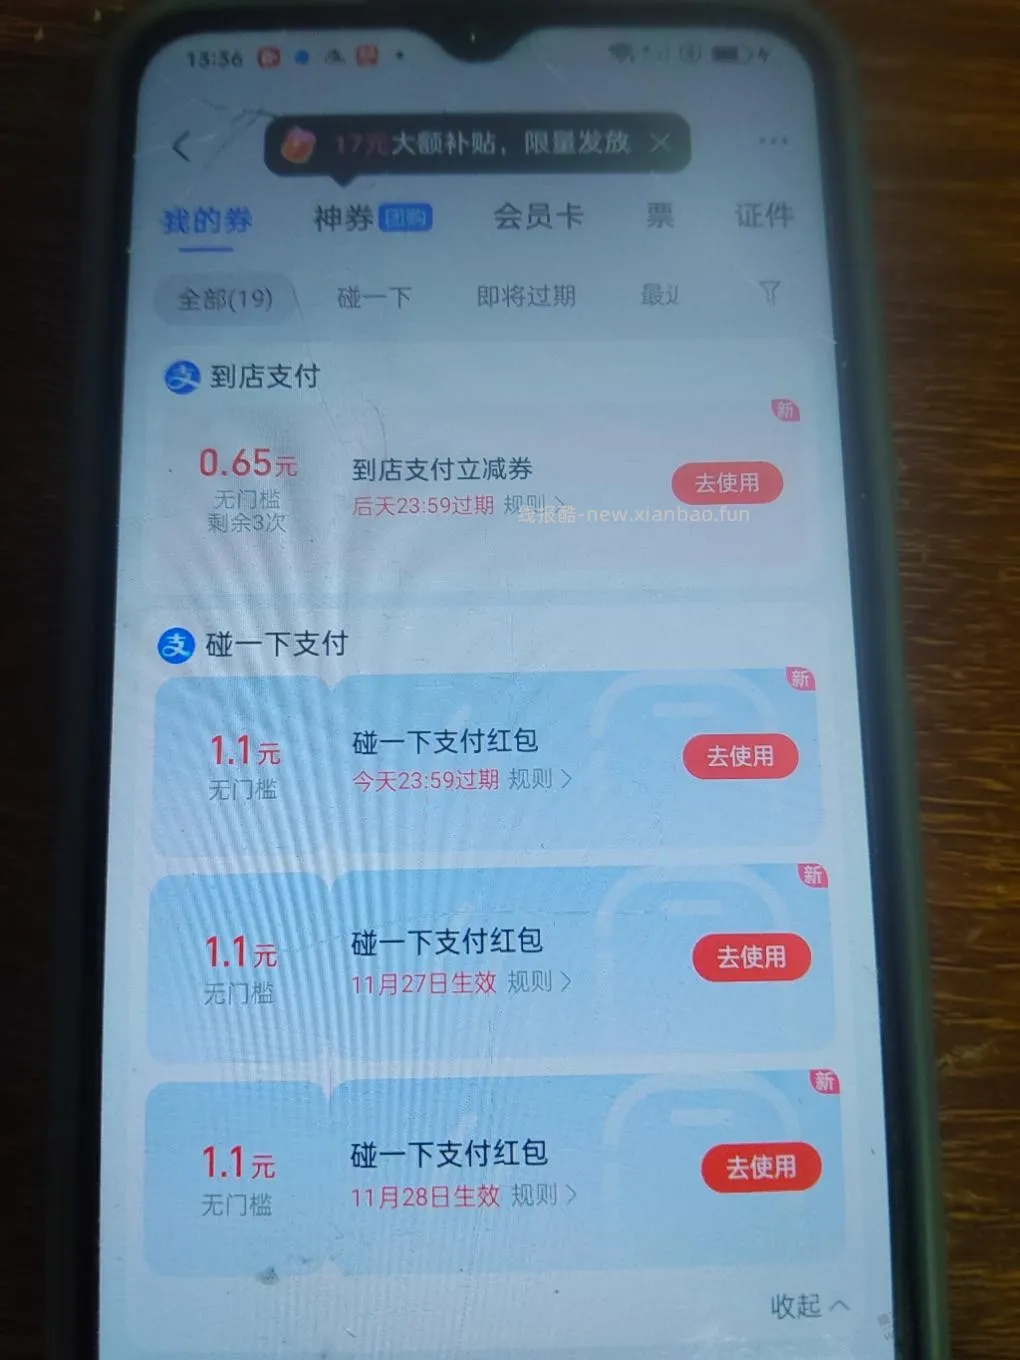 13:36
17元大额补贴，限量发放 ×
我的券 神券 团购 会员卡 票 证件
全部(19) 碰一下 即将过期
支 到店支付
新
0.65元
无门槛
剩余3次
到店支付立减券
后天23:59过期 规则 >
去使用
线报酷-new.xianbao.fun
支 碰一下支付
新
1.1元
无门槛
碰一下支付红包
今天23:59过期 规则 >
去使用
新
1.1元
无门槛
碰一下支付红包
11月27日生效 规则 >
去使用
新
1.1元
无门槛
碰一下支付红包
11月28日生效 规则 >
去使用
收起